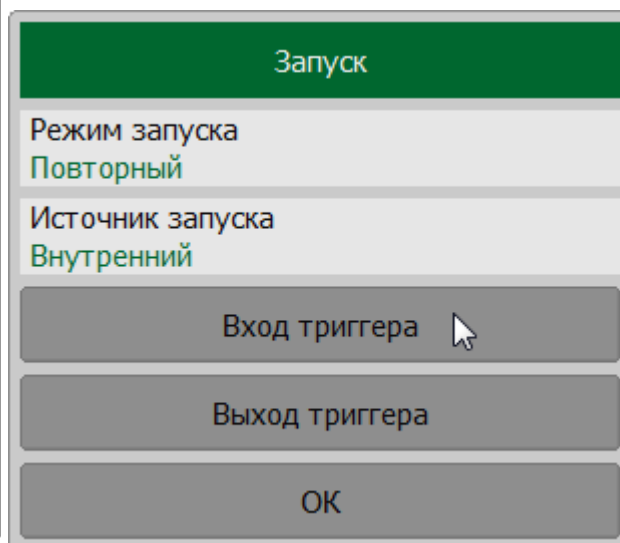 Запуск
Режим запуска
Повторный
Источник запуска
Внутренний
Вход триггера
Выход триггера
ОК